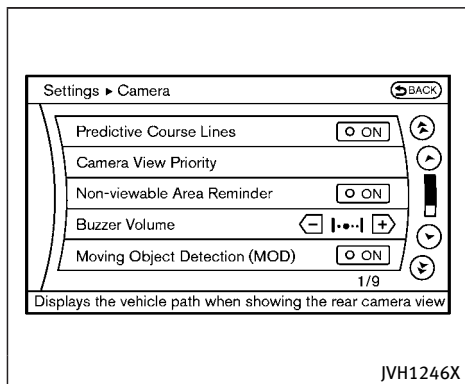 Settings ▸ Camera BACK
Predictive Course Lines ON
Camera View Priority
Non-viewable Area Reminder ON
Buzzer Volume − +
Moving Object Detection (MOD) ON
1/9
Displays the vehicle path when showing the rear camera view
JVH1246X